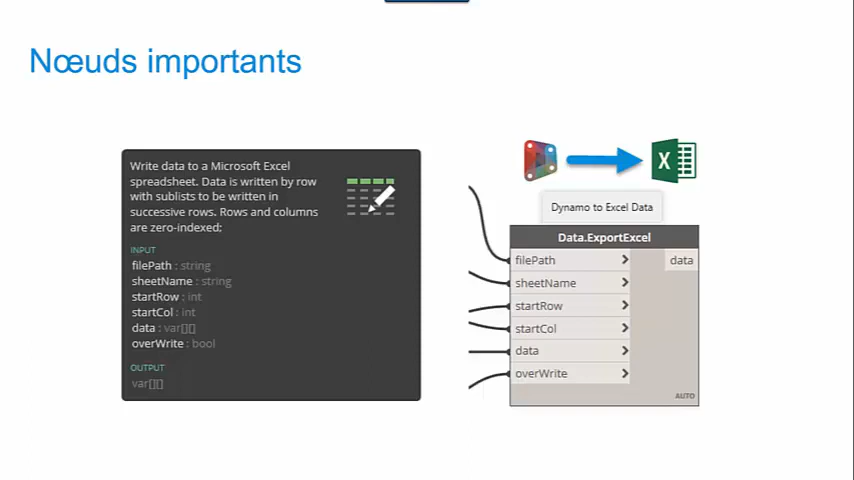 Nœuds importants
Write data to a Microsoft Excel
spreadsheet. Data is written by row
with sublists to be written in
successive rows. Rows and columns
are zero-indexed;
INPUT
filePath : string
sheetName : string
startRow : int
startCol : int
data : var[][]
overWrite : bool
OUTPUT
var[][]
X
Dynamo to Excel Data
Data.ExportExcel
filePath >
data
sheetName >
startRow >
startCol >
data >
overWrite >
AUTO